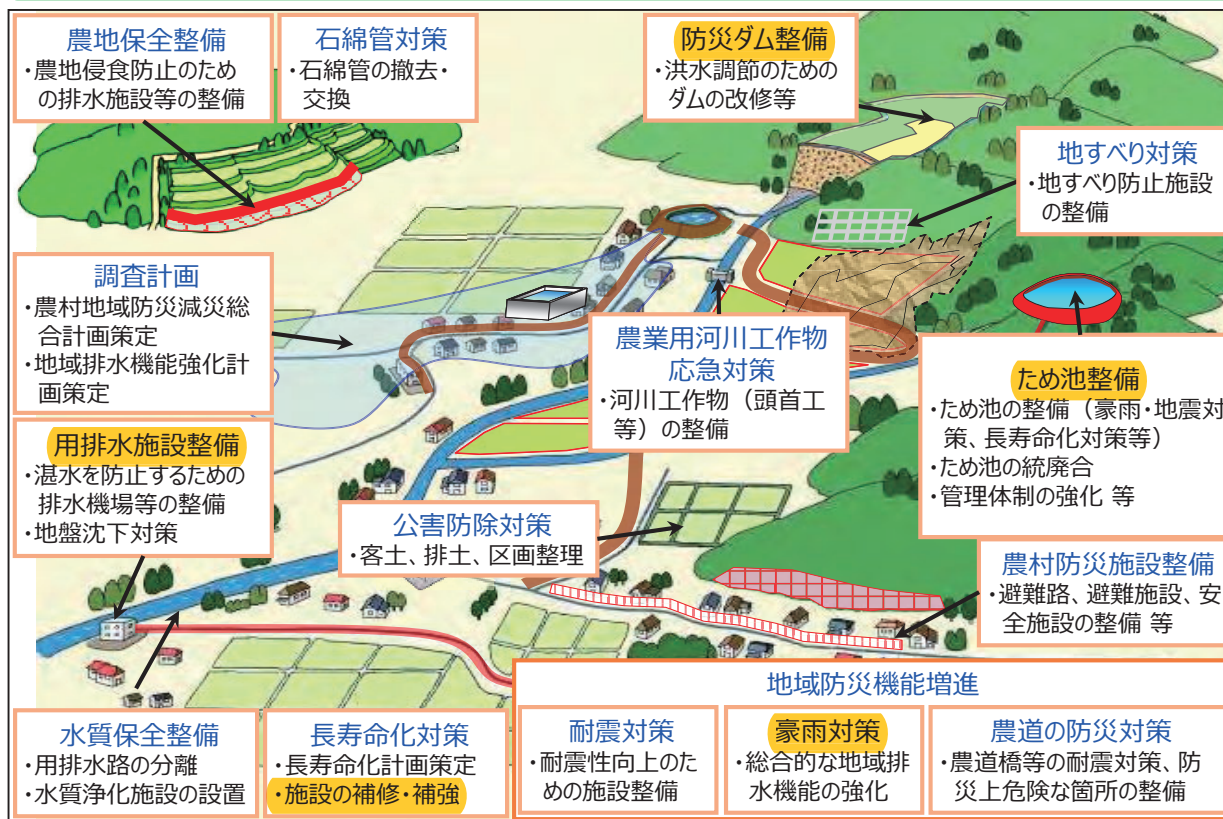 農地保全整備
・農地侵食防止のため
の排水施設等の整備
石綿管対策
・石綿管の撤去・
交換
防災ダム整備
・洪水調節のための
ダムの改修等
地すべり対策
・地すべり防止施設
の整備
調査計画
・農村地域防災減災総
合計画策定
・地域排水機能強化計
画策定
農業用河川工作物
応急対策
・河川工作物（頭首工
等）の整備
ため池整備
・ため池の整備（豪雨・地震対
策、長寿命化対策等）
・ため池の統廃合
・管理体制の強化 等
用排水施設整備
・湛水を防止するための
排水機場等の整備
・地盤沈下対策
公害防除対策
・客土、排土、区画整理
農村防災施設整備
・避難路、避難施設、安
全施設の整備 等
水質保全整備
・用排水路の分離
・水質浄化施設の設置
長寿命化対策
・長寿命化計画策定
・施設の補修・補強
地域防災機能増進
耐震対策
・耐震性向上のた
めの施設整備
豪雨対策
・総合的な地域排
水機能の強化
農道の防災対策
・農道橋等の耐震対策、防
災上危険な箇所の整備